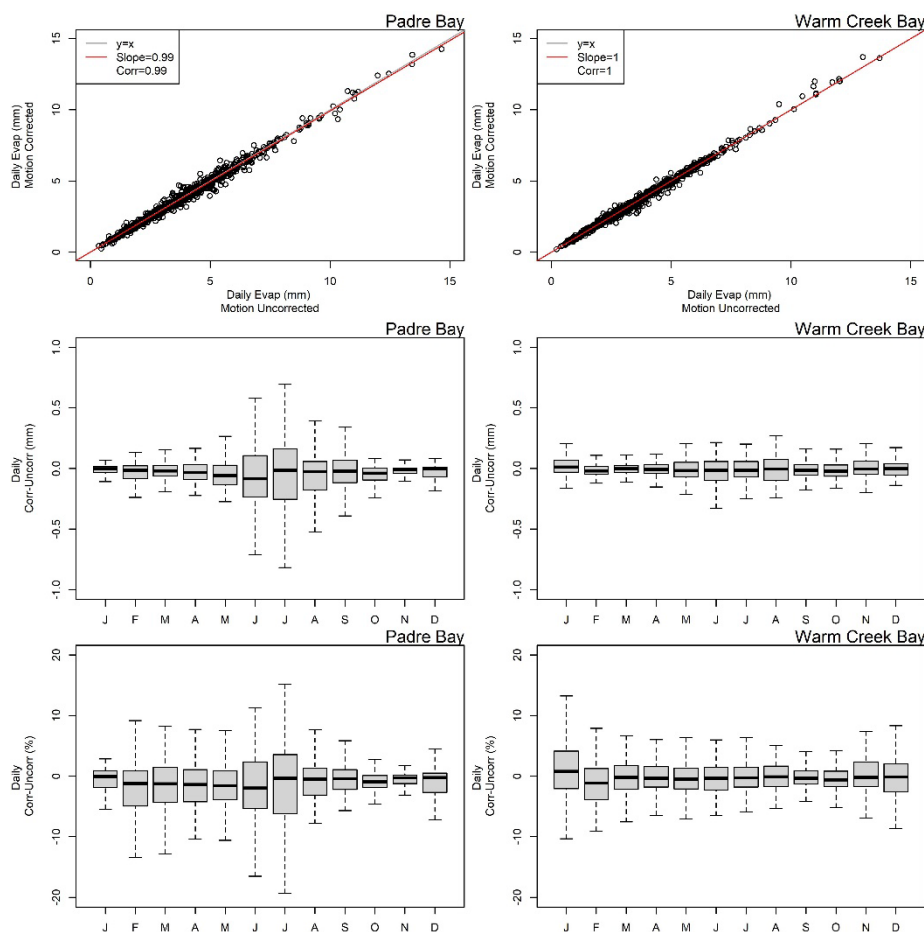 Padre Bay
y=x
Slope=0.99
Corr=0.99
15
10
5
0
Daily Evap (mm)
Motion Corrected
0 5 10 15
Daily Evap (mm)
Motion Uncorrected
Warm Creek Bay
y=x
Slope=1
Corr=1
15
10
5
0
Daily Evap (mm)
Motion Corrected
0 5 10 15
Daily Evap (mm)
Motion Uncorrected
Padre Bay
1.0
0.5
0.0
-0.5
-1.0
Daily
Corr-Uncorr (mm)
J F M A M J J A S O N D
Warm Creek Bay
1.0
0.5
0.0
-0.5
-1.0
Daily
Corr-Uncorr (mm)
J F M A M J J A S O N D
Padre Bay
20
10
0
-10
-20
Daily
Corr-Uncorr (%)
J F M A M J J A S O N D
Warm Creek Bay
20
10
0
-10
-20
Daily
Corr-Uncorr (%)
J F M A M J J A S O N D